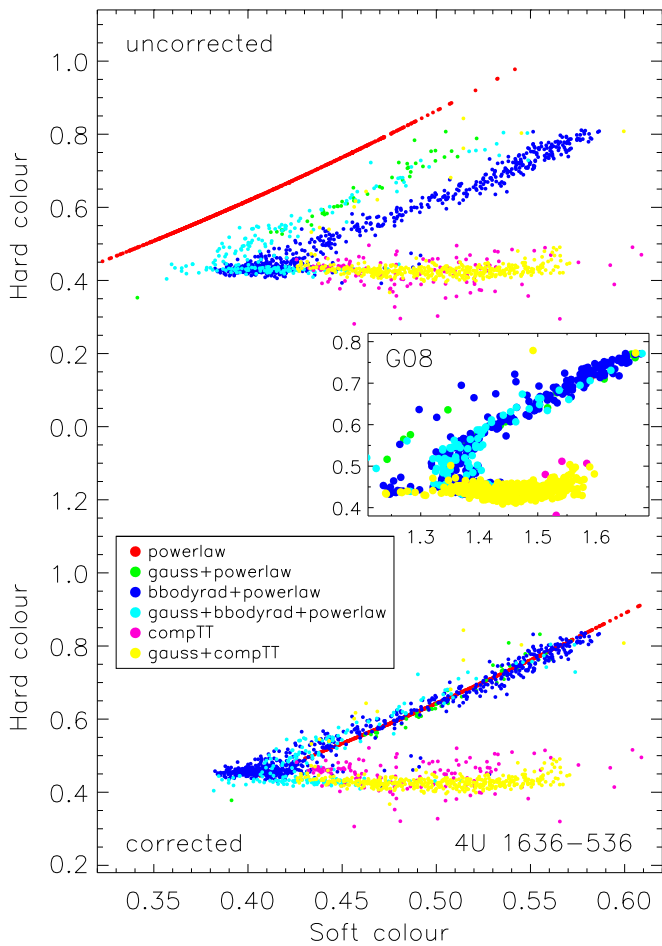 uncorrected
1.0
0.8
0.6
0.4
0.2
0.0
Hard colour
G08
0.8
0.7
0.6
0.5
0.4
1.3 1.4 1.5 1.6
1.2
1.0
0.8
0.6
0.4
0.2
Hard colour
powerlaw
gauss+powerlaw
bbodyrad+powerlaw
gauss+bbodyrad+powerlaw
compTT
gauss+compTT
corrected
4U 1636−536
0.35 0.40 0.45 0.50 0.55 0.60
Soft colour